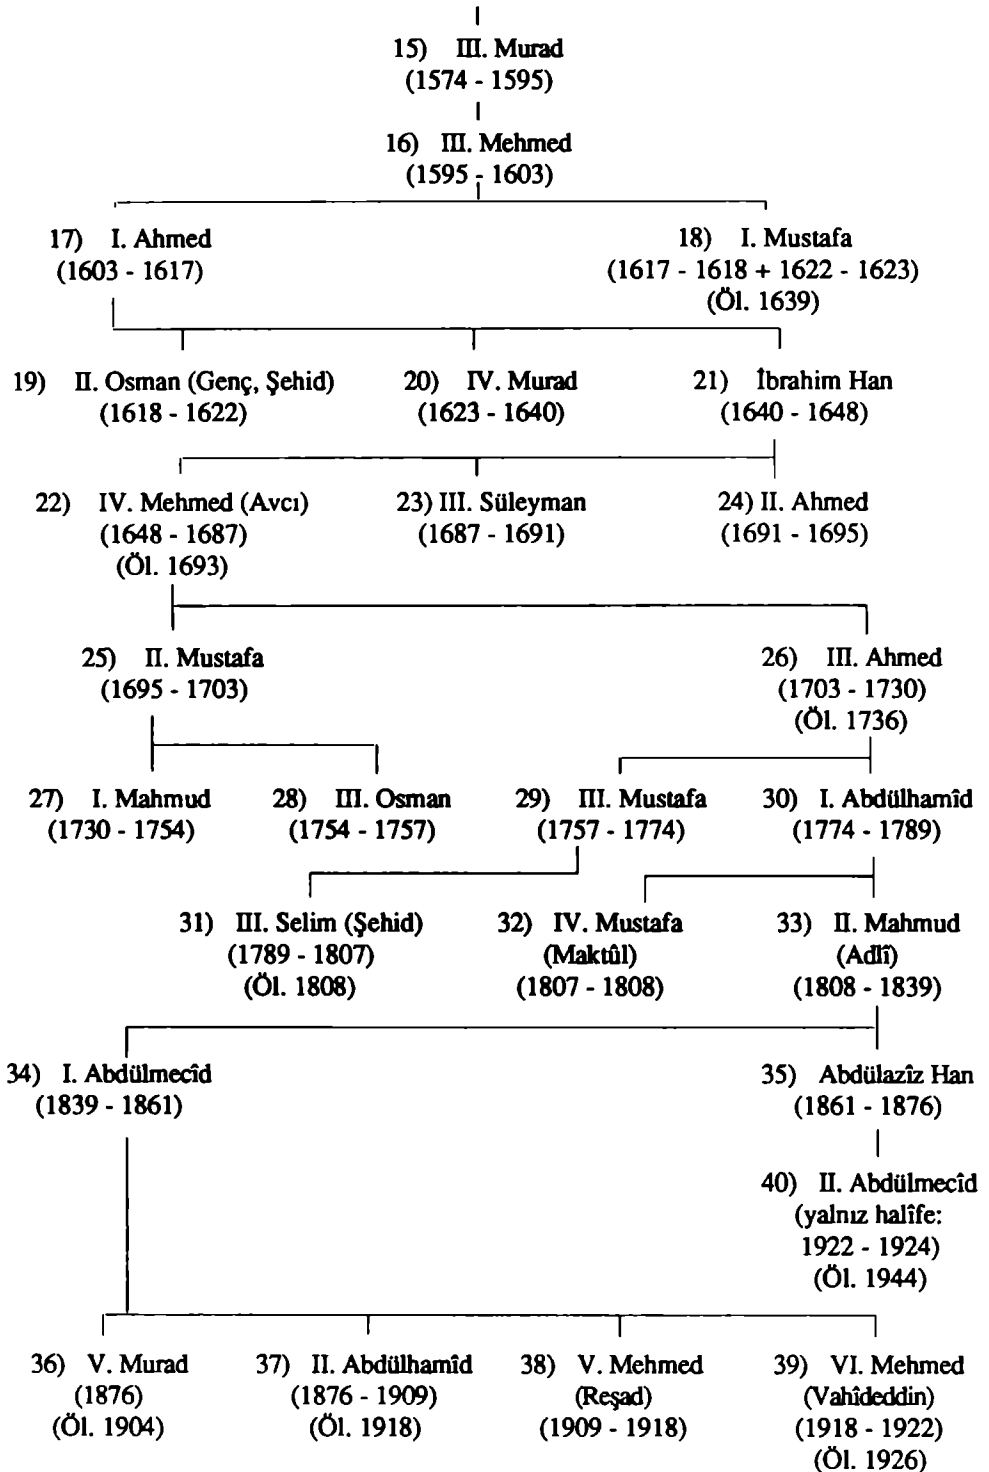 15) III. Murad
(1574 - 1595)
16) III. Mehmed
(1595 - 1603)
17) I. Ahmed
(1603 - 1617)
18) I. Mustafa
(1617 - 1618 + 1622 - 1623)
(Öl. 1639)
19) II. Osman (Genç, Şehid)
(1618 - 1622)
20) IV. Murad
(1623 - 1640)
21) Îbrahim Han
(1640 - 1648)
22) IV. Mehmed (Avcı)
(1648 - 1687)
(Öl. 1693)
23) III. Süleyman
(1687 - 1691)
24) II. Ahmed
(1691 - 1695)
25) II. Mustafa
(1695 - 1703)
26) III. Ahmed
(1703 - 1730)
(Öl. 1736)
27) I. Mahmud
(1730 - 1754)
28) III. Osman
(1754 - 1757)
29) III. Mustafa
(1757 - 1774)
30) I. Abdülhamîd
(1774 - 1789)
31) III. Selim (Şehid)
(1789 - 1807)
(Öl. 1808)
32) IV. Mustafa
(Maktûl)
(1807 - 1808)
33) II. Mahmud
(Adlî)
(1808 - 1839)
34) I. Abdülmecîd
(1839 - 1861)
35) Abdülazîz Han
(1861 - 1876)
40) II. Abdülmecîd
(yalnız halîfe:
1922 - 1924)
(Öl. 1944)
36) V. Murad
(1876)
(Öl. 1904)
37) II. Abdülhamîd
(1876 - 1909)
(Öl. 1918)
38) V. Mehmed
(Reşad)
(1909 - 1918)
39) VI. Mehmed
(Vahîdeddin)
(1918 - 1922)
(Öl. 1926)